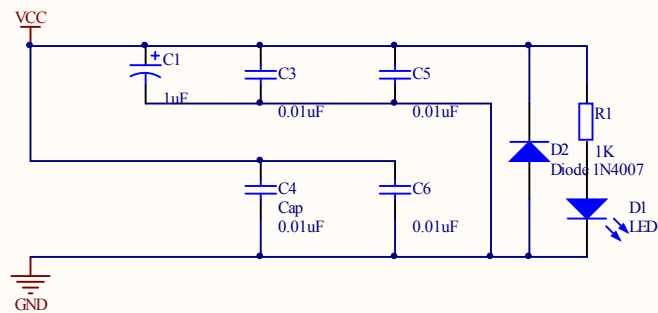 VCC
C1
1uF
C3
0.01uF
C5
0.01uF
R1
1K
D2
Diode 1N4007
C4
Cap
0.01uF
C6
0.01uF
D1
LED
GND